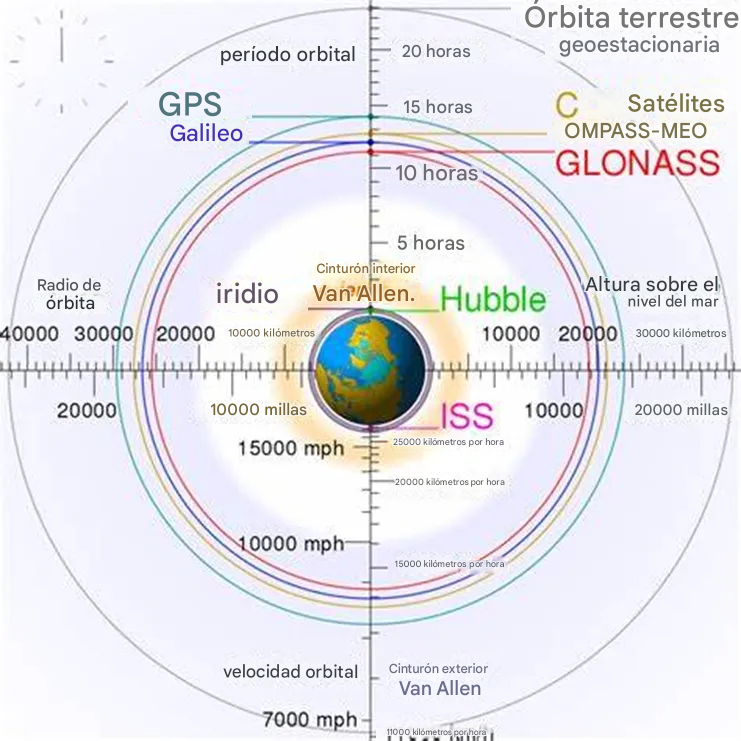 Órbita terrestre
geoestacionaria
período orbital
20 horas
GPS
15 horas
C Satélites
Galileo
OMPASS-MEO
GLONASS
10 horas
5 horas
Cinturón interior
Van Allen.
iridio
Hubble
Radio de
órbita
Altura sobre el
nivel del mar
40000 30000 20000
10000 kilómetros
10000 20000
30000 kilómetros
20000
10000 millas
10000
20000 millas
ISS
15000 mph
25000 kilómetros por hora
20000 kilómetros por hora
10000 mph
15000 kilómetros por hora
velocidad orbital
Cinturón exterior
Van Allen
7000 mph
11000 kilómetros por hora